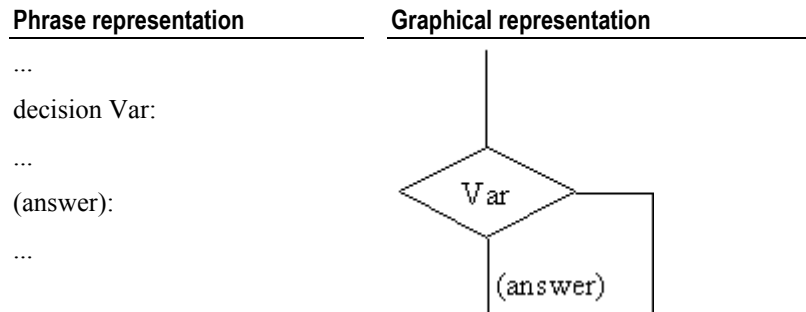 Phrase representation
Graphical representation
...
decision Var:
...
(answer):
...
Var
(answer)